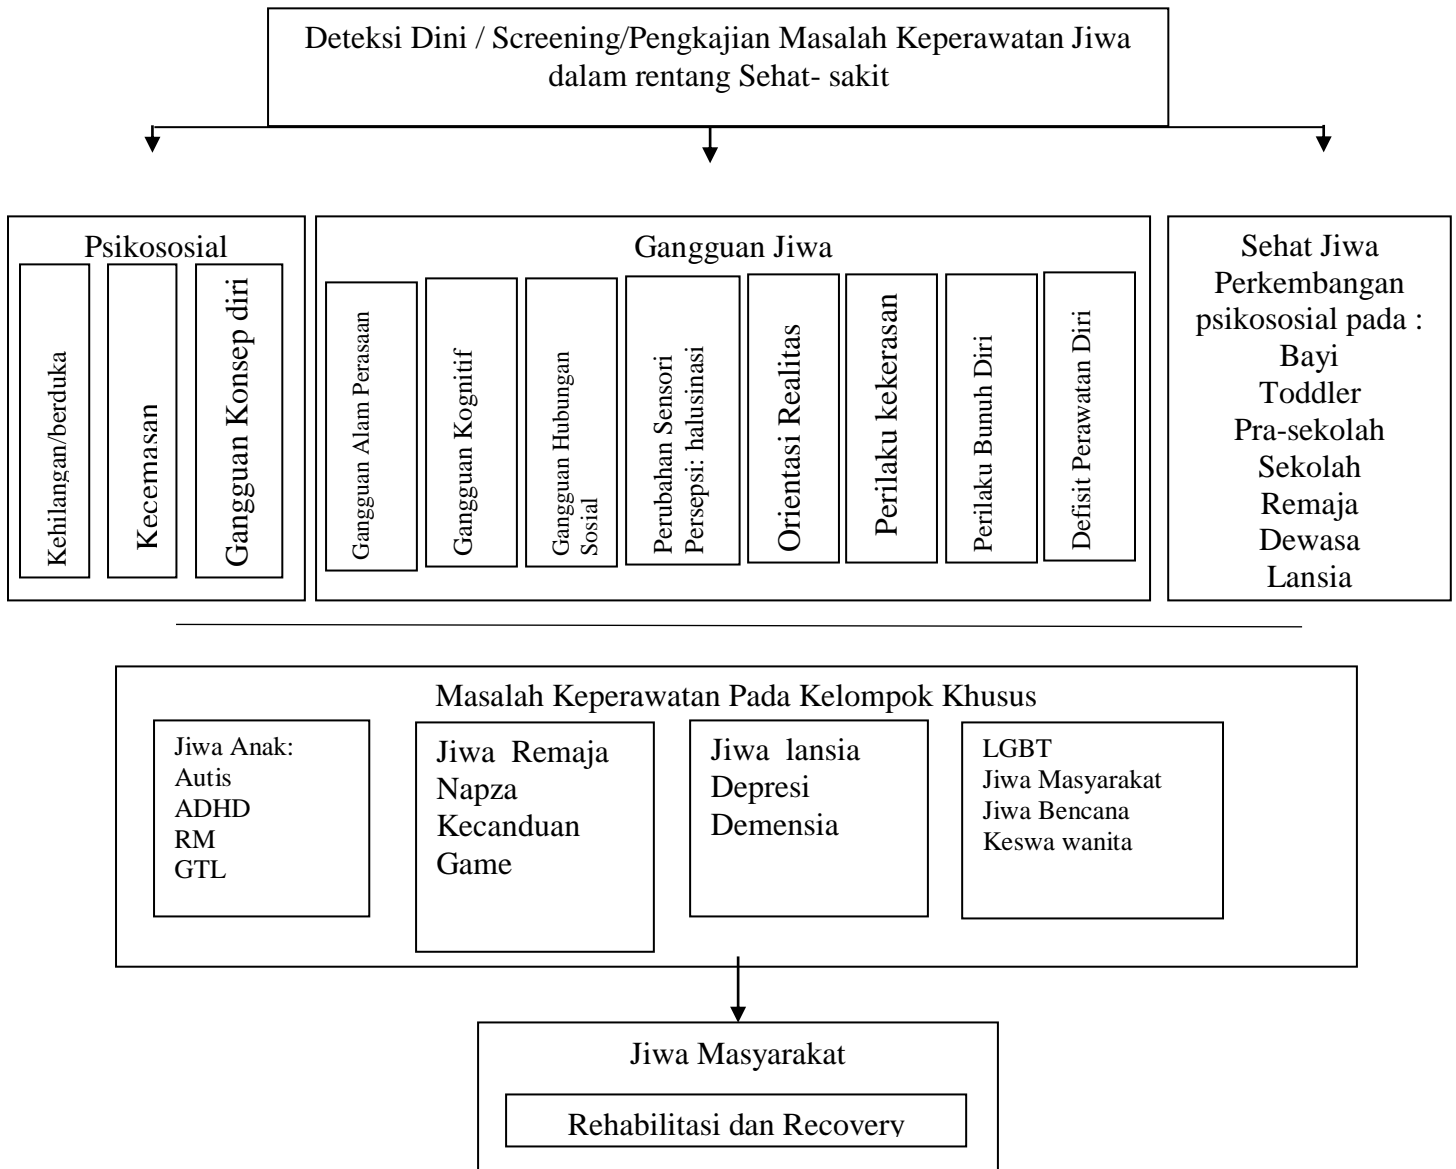 Deteksi Dini / Screening/Pengkajian Masalah Keperawatan Jiwa
dalam rentang Sehat- sakit
Psikososial
Kehilangan/berduka
Kecemasan
Gangguan Konsep diri
Gangguan Jiwa
Gangguan Alam Perasaan
Gangguan Kognitif
Gangguan Hubungan
Sosial
Perubahan Sensori
Persepsi: halusinasi
Orientasi Realitas
Perilaku kekerasan
Perilaku Bunuh Diri
Defisit Perawatan Diri
Sehat Jiwa
Perkembangan
psikososial pada :
Bayi
Toddler
Pra-sekolah
Sekolah
Remaja
Dewasa
Lansia
Masalah Keperawatan Pada Kelompok Khusus
Jiwa Anak:
Autis
ADHD
RM
GTL
Jiwa Remaja
Napza
Kecanduan
Game
Jiwa lansia
Depresi
Demensia
LGBT
Jiwa Masyarakat
Jiwa Bencana
Keswa wanita
Jiwa Masyarakat
Rehabilitasi dan Recovery